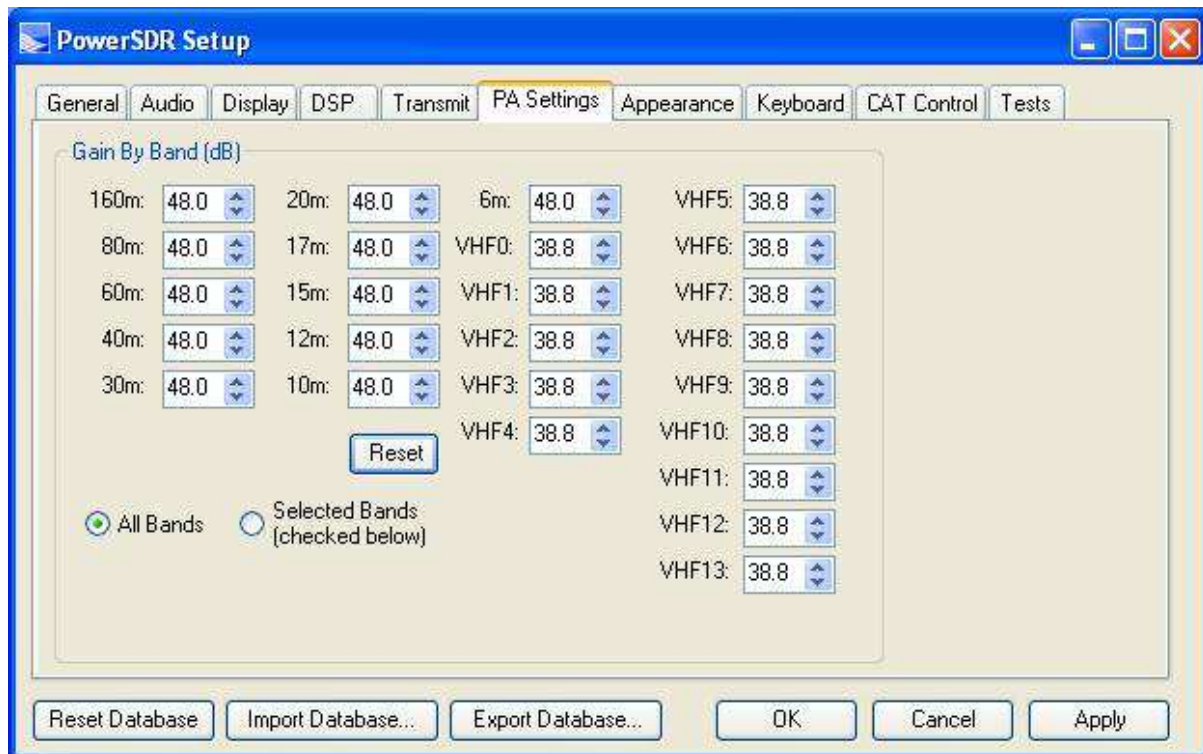 PowerSDR Setup
General Audio Display DSP Transmit PA Settings Appearance Keyboard CAT Control Tests
Gain By Band (dB)
160m: 48.0 20m: 48.0 6m: 48.0 VHF5: 38.8
80m: 48.0 17m: 48.0 VHF0: 38.8 VHF6: 38.8
60m: 48.0 15m: 48.0 VHF1: 38.8 VHF7: 38.8
40m: 48.0 12m: 48.0 VHF2: 38.8 VHF8: 38.8
30m: 48.0 10m: 48.0 VHF3: 38.8 VHF9: 38.8
VHF4: 38.8 VHF10: 38.8
Reset
VHF11: 38.8
All Bands Selected Bands
(checked below)
VHF12: 38.8
VHF13: 38.8
Reset Database Import Database... Export Database... OK Cancel Apply